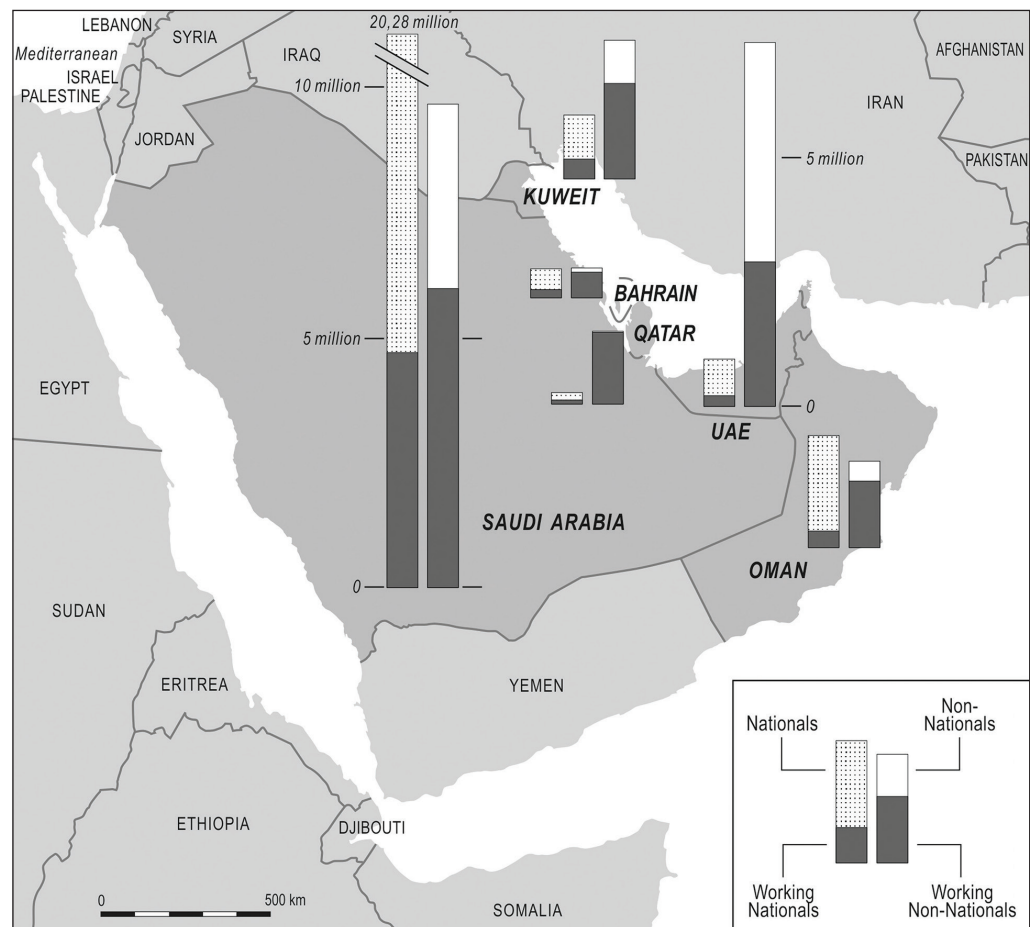 20,28 million
LEBANON
SYRIA
Mediterranean
IRAQ
AFGHANISTAN
ISRAEL
10 million
PALESTINE
IRAN
JORDAN
5 million
PAKISTAN
KUWEIT
BAHRAIN
QATAR
5 million
EGYPT
0
UAE
SAUDI ARABIA
OMAN
0
SUDAN
ERITREA
YEMEN
Nationals
Non-
Nationals
ETHIOPIA
DJIBOUTI
Working
Nationals
Working
Non-Nationals
0
500 km
SOMALIA